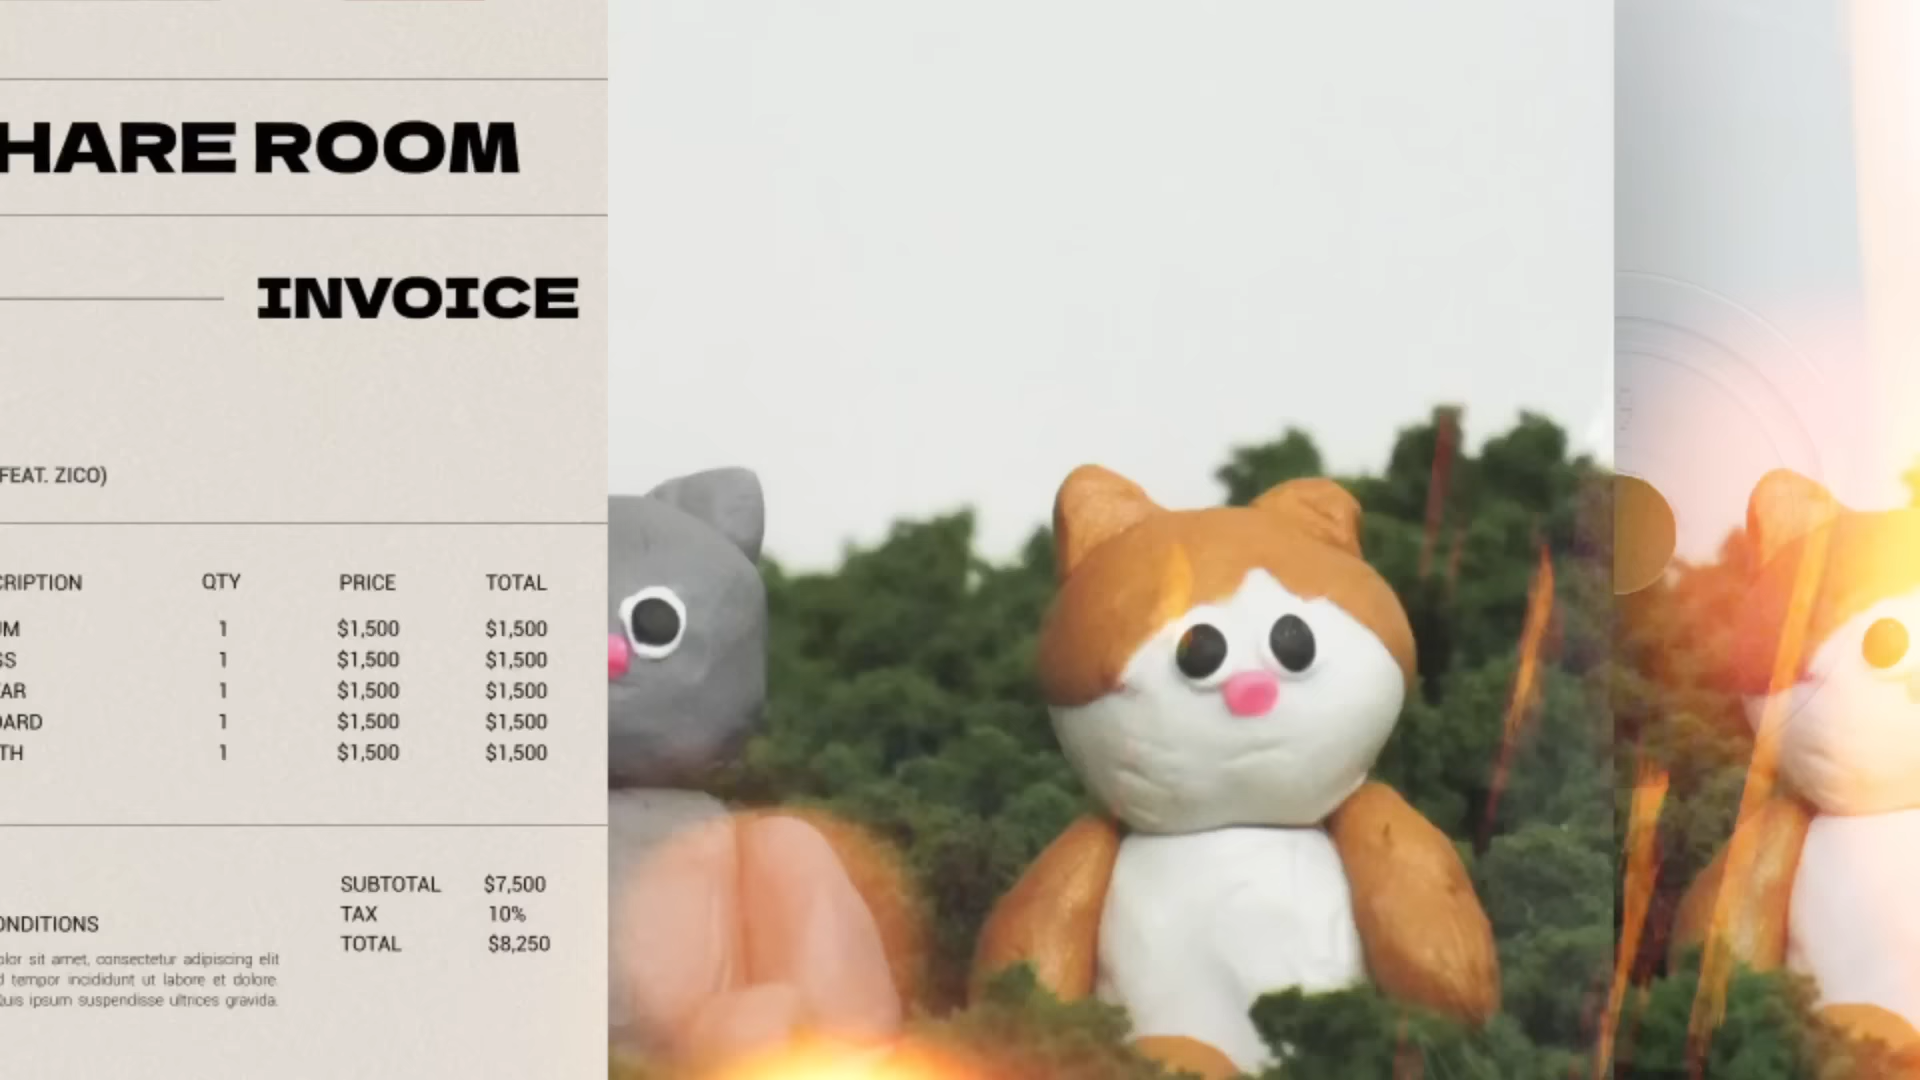 HARE ROOM
INVOICE
FEAT. ZICO)
CRIPTION QTY PRICE TOTAL
UM 1 $1,500 $1,500
SS 1 $1,500 $1,500
AR 1 $1,500 $1,500
OARD 1 $1,500 $1,500
TH 1 $1,500 $1,500
SUBTOTAL $7,500
TAX 10%
TOTAL $8,250
ONDITIONS
olor sit amet, consectetur adipiscing elit
d tempor incididunt ut labore et dolore.
Quis ipsum suspendisse ultrices gravida.